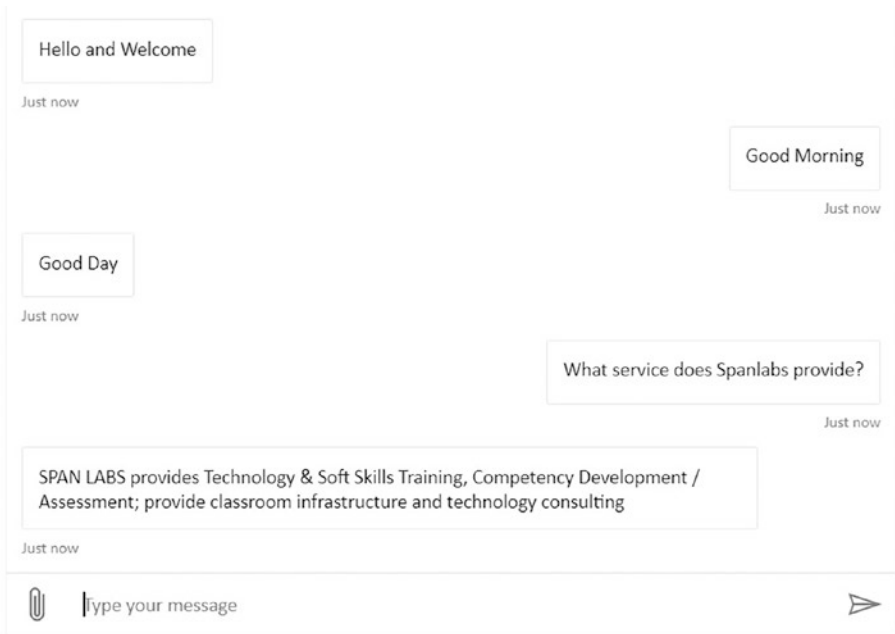 Hello and Welcome
Just now
Good Morning
Just now
Good Day
Just now
What service does Spanlabs provide?
Just now
SPAN LABS provides Technology & Soft Skills Training, Competency Development /
Assessment; provide classroom infrastructure and technology consulting
Just now
Type your message